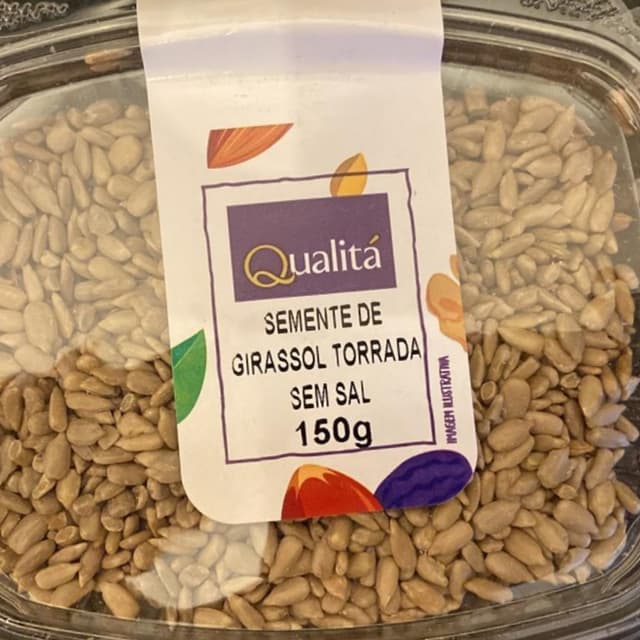 Qualitá
SEMENTE DE
GIRASSOL TORRADA
SEM SAL
150g
IMAGEM ILUSTRATIVA